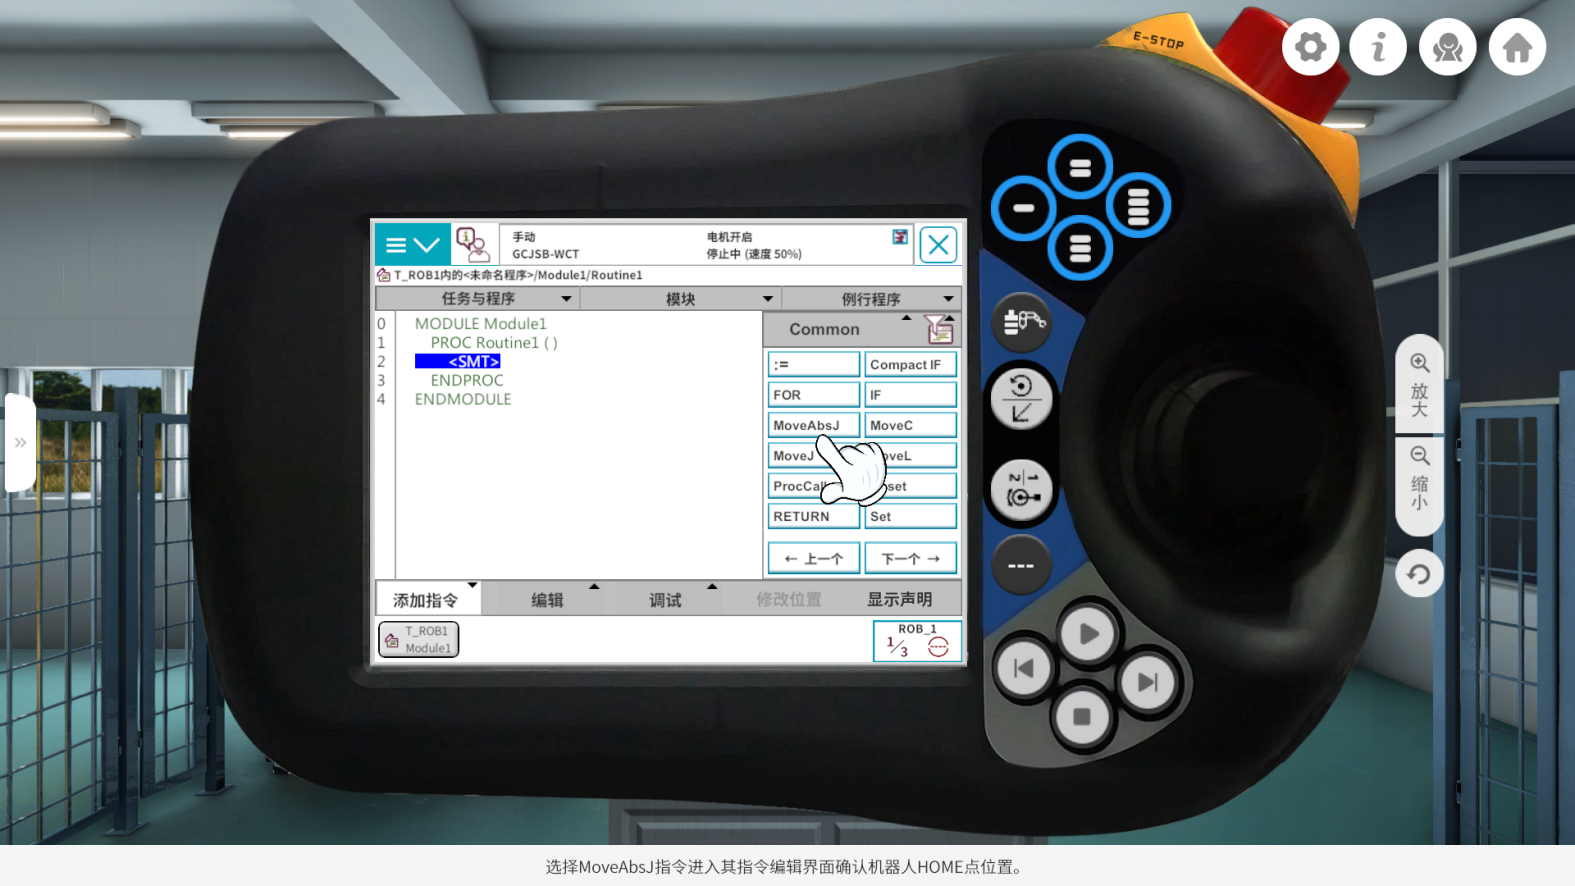 E-STOP
手动
GCJSB-WCT
电机开启
停止中 (速度 50%)
T_ROB1内的<未命名程序>/Module1/Routine1
任务与程序
模块
例行程序
0 MODULE Module1
1 PROC Routine1 ( )
2 <SMT>
3 ENDPROC
4 ENDMODULE
Common
:= Compact IF
FOR IF
MoveAbsJ MoveC
MoveJ
ProcCall
RETURN Set
← 上一个 下一个 →
添加指令
编辑
调试
修改位置
显示声明
T_ROB1
Module1
ROB_1
1/3
2 1
放大
缩小
选择MoveAbsJ指令进入其指令编辑界面确认机器人HOME点位置。